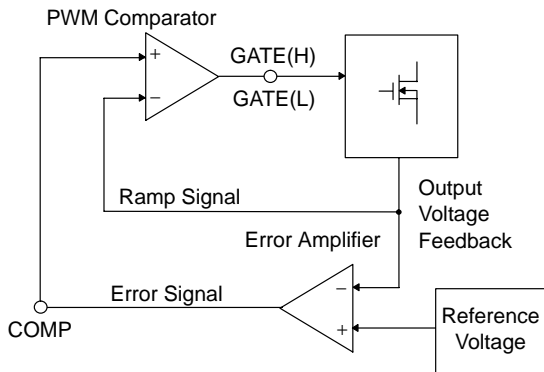 PWM Comparator
+
−
GATE(H)
GATE(L)
Ramp Signal
Output
Voltage
Feedback
Error Amplifier
−
+
Error Signal
COMP
Reference
Voltage